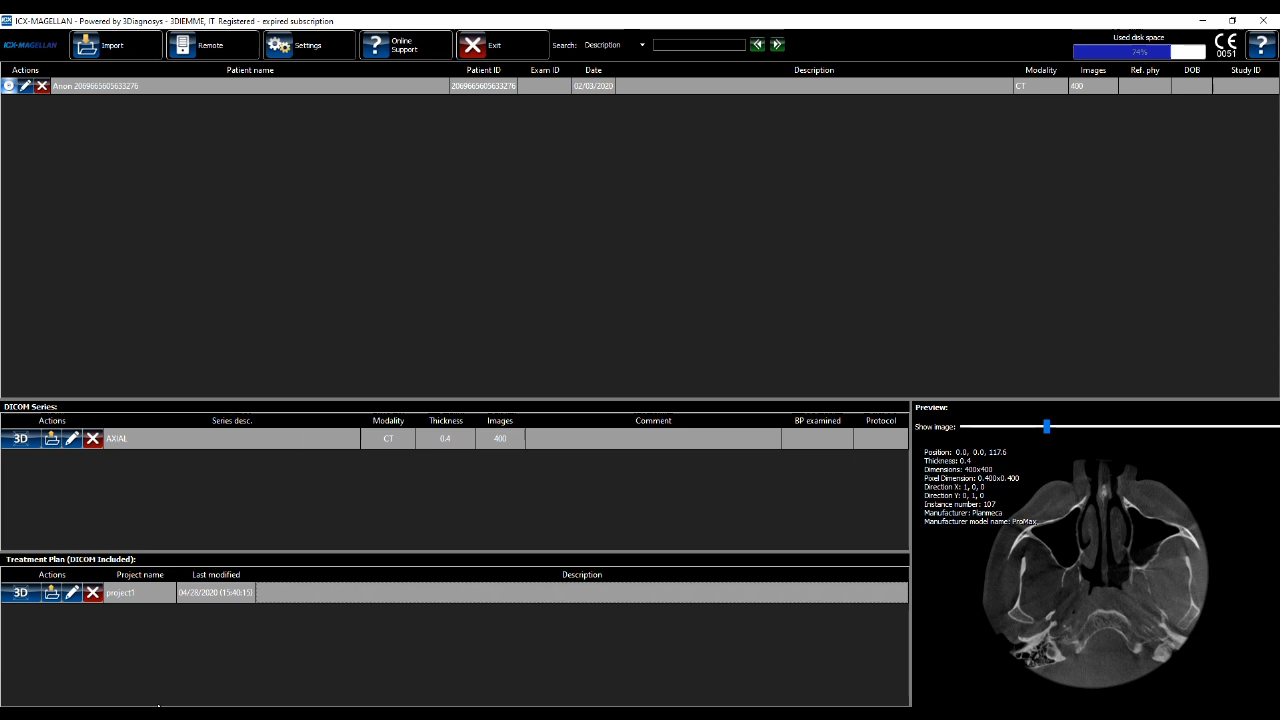 ICX-MAGELLAN - Powered by 3Diagnosys - 3DIEMME, IT Registered - expired subscription
ICX-MAGELLAN Import Remote Settings ? Online Support Exit Search: Description Used disk space 74% CE 0051 ?
Actions Patient name Patient ID Exam ID Date Description Modality Images Ref. phy DOB Study ID
Anon 2069665605633276 2069665605633276 02/03/2020 CT 400
DICOM Series:
Actions Series desc. Modality Thickness Images Comment BP examined Protocol
3D AXIAL CT 0.4 400
Treatment Plan (DICOM Included):
Actions Project name Last modified Description
3D project1 04/28/2020 (15:40:15)
Preview:
Show image:
Position: 0.0, 0.0, 117.6
Thickness: 0.4
Dimensions: 400x400
Pixel Dimension: 0.400x0.400
Direction X: 1, 0, 0
Direction Y: 0, 1, 0
Instance number: 107
Manufacturer: Planmeca
Manufacturer model name: ProMax